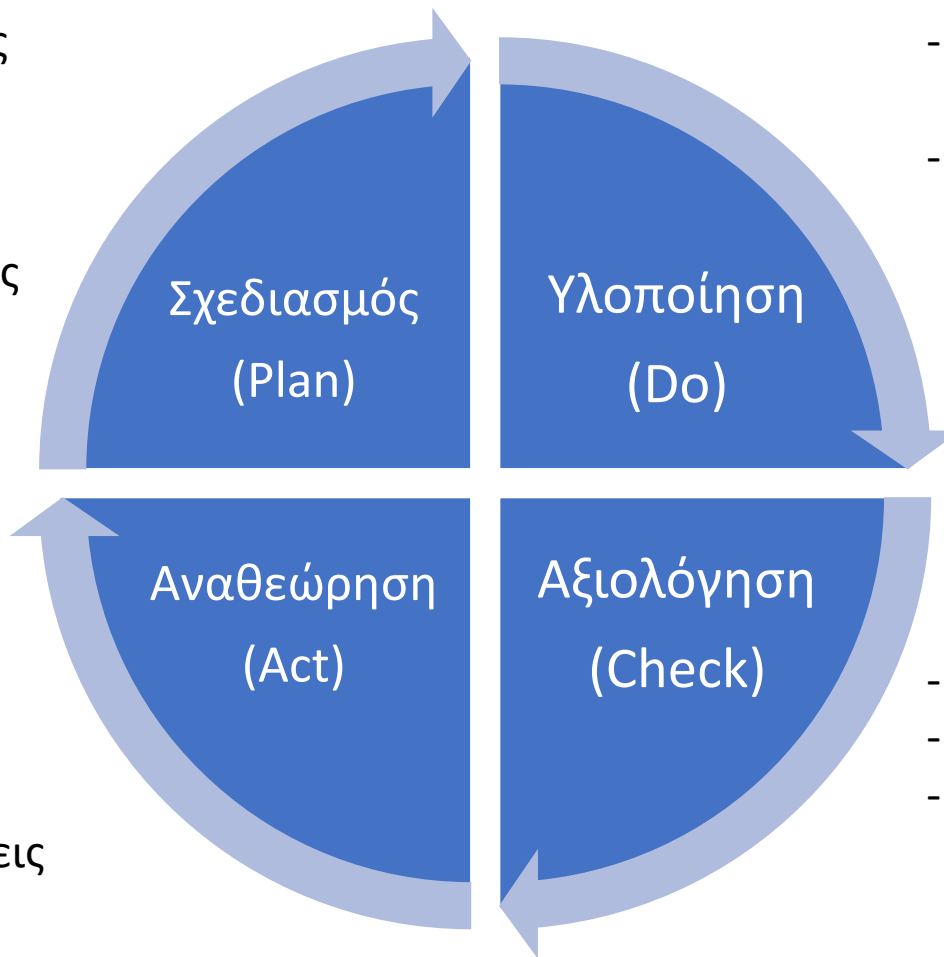 Σχεδιασμός
(Plan)
Υλοποίηση
(Do)
Αναθεώρηση
(Act)
Αξιολόγηση
(Check)
-
-
-
-
-